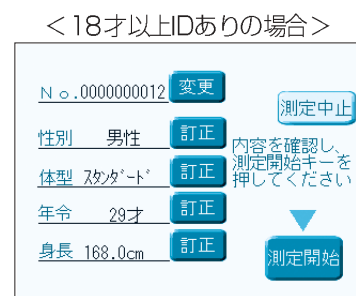 <18才以上IDありの場合>
No.0000000012 変更
測定中止
性別 男性 訂正
内容を確認し、
測定開始キーを
押してください
体型 ｽﾀﾝﾀﾞｰﾄﾞ 訂正
年令 29才 訂正
身長 168.0cm 訂正
測定開始